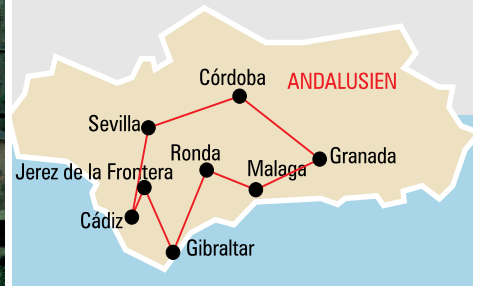 Córdoba
ANDALUSIEN
Sevilla
Ronda
Granada
Malaga
Jerez de la Frontera
Cádiz
Gibraltar